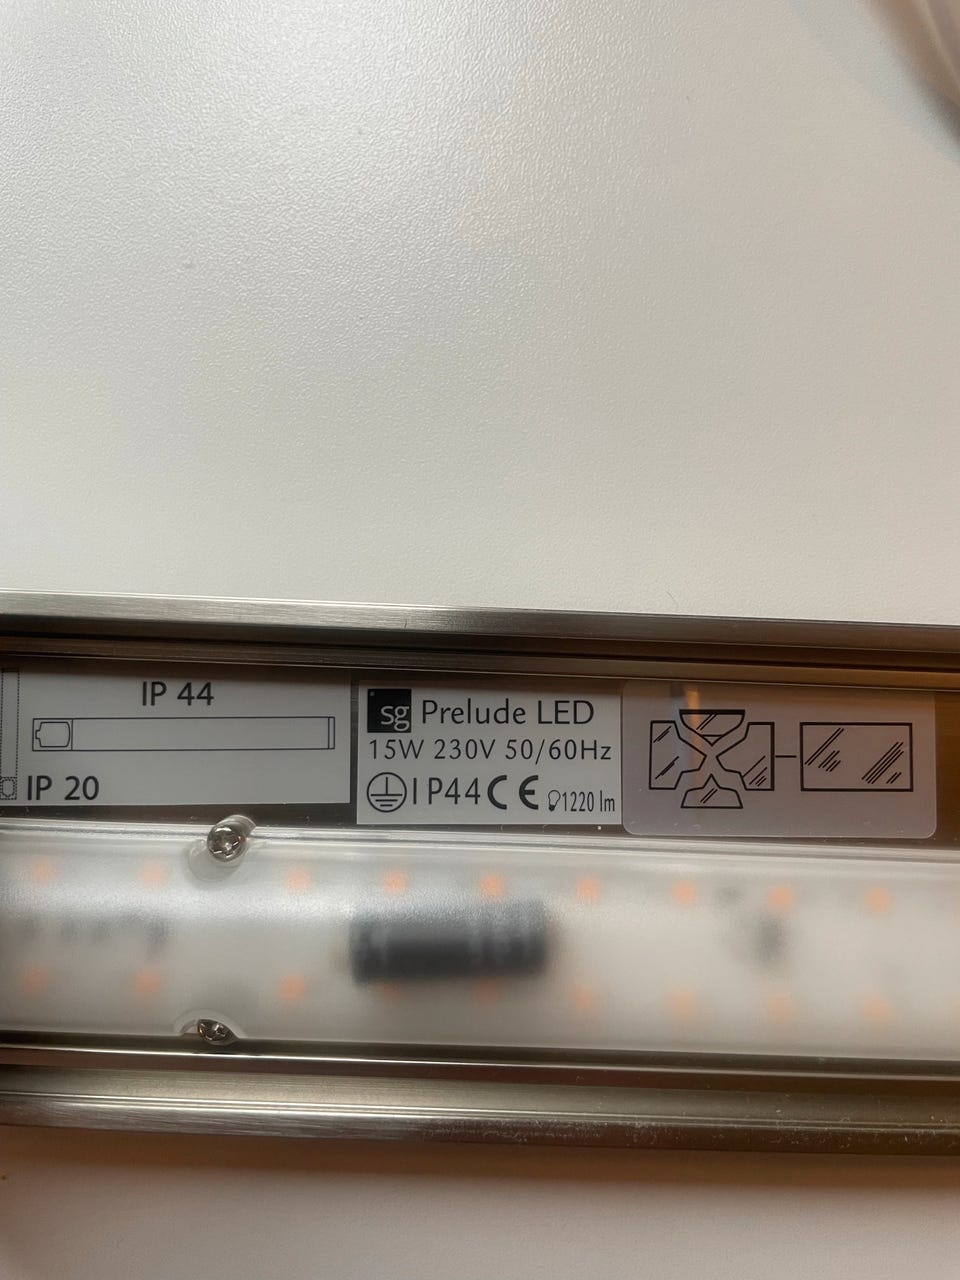 IP 44
IP 20
sg Prelude LED
15W 230V 50/60Hz
IP44 CE 1220 lm